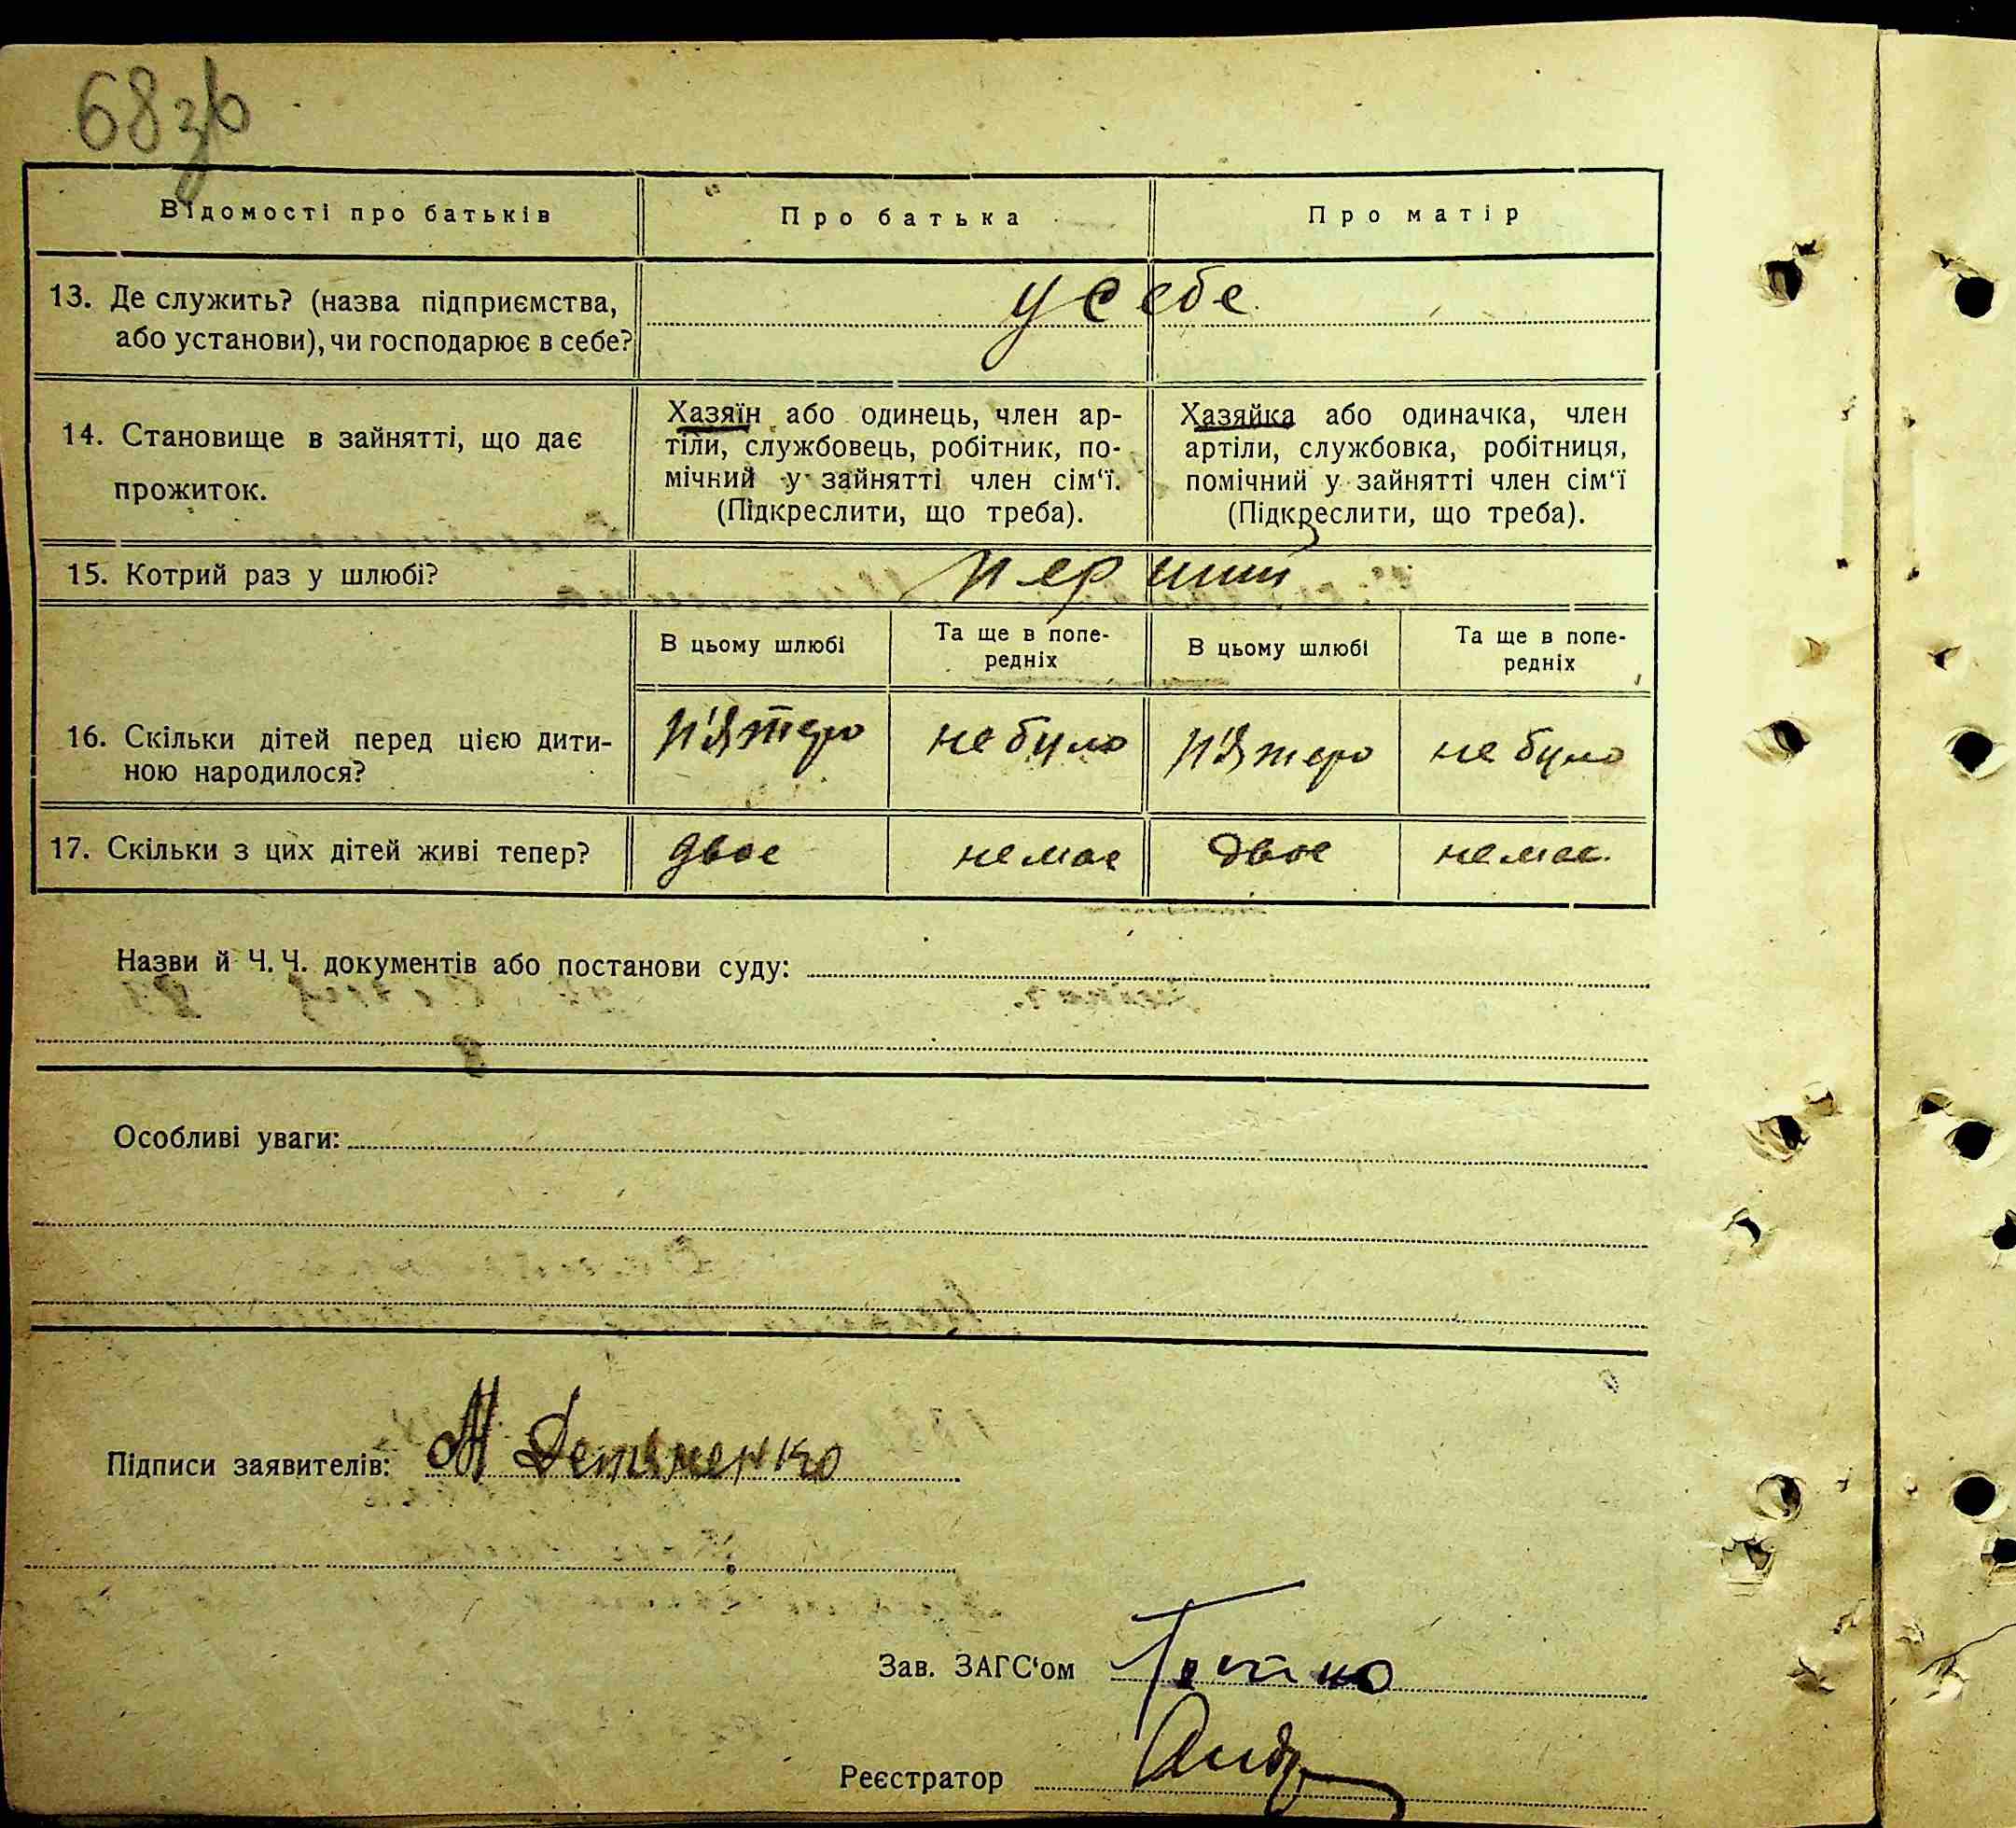 68зв
Відомості про батьків
Про батька
Про матір
13. Де служить? (назва підприємства,
або установи), чи господарює в себе?
у себе
14. Становище в зайнятті, що дає
прожиток.
Хазяїн або одинець, член ар-
тіли, службовець, робітник, по-
мічний у зайнятті член сім‘ї.
(Підкреслити, що треба).
Хазяйка або одиначка, член
артіли, службовка, робітниця,
помічний у зайнятті член сім‘ї
(Підкреслити, що треба).
15. Котрий раз у шлюбі?
перший
В цьому шлюбі
Та ще в попе-
редніх
В цьому шлюбі
Та ще в попе-
редніх
16. Скільки дітей перед цією дити-
ною народилося?
п'ятеро
не було
п'ятеро
не було
17. Скільки з цих дітей живі тепер?
двоє
немає
двоє
немає.
Назви й Ч. Ч. документів або постанови суду:
Особливі уваги:
Підписи заявителів:
Зав. ЗАГС‘ом
Реєстратор